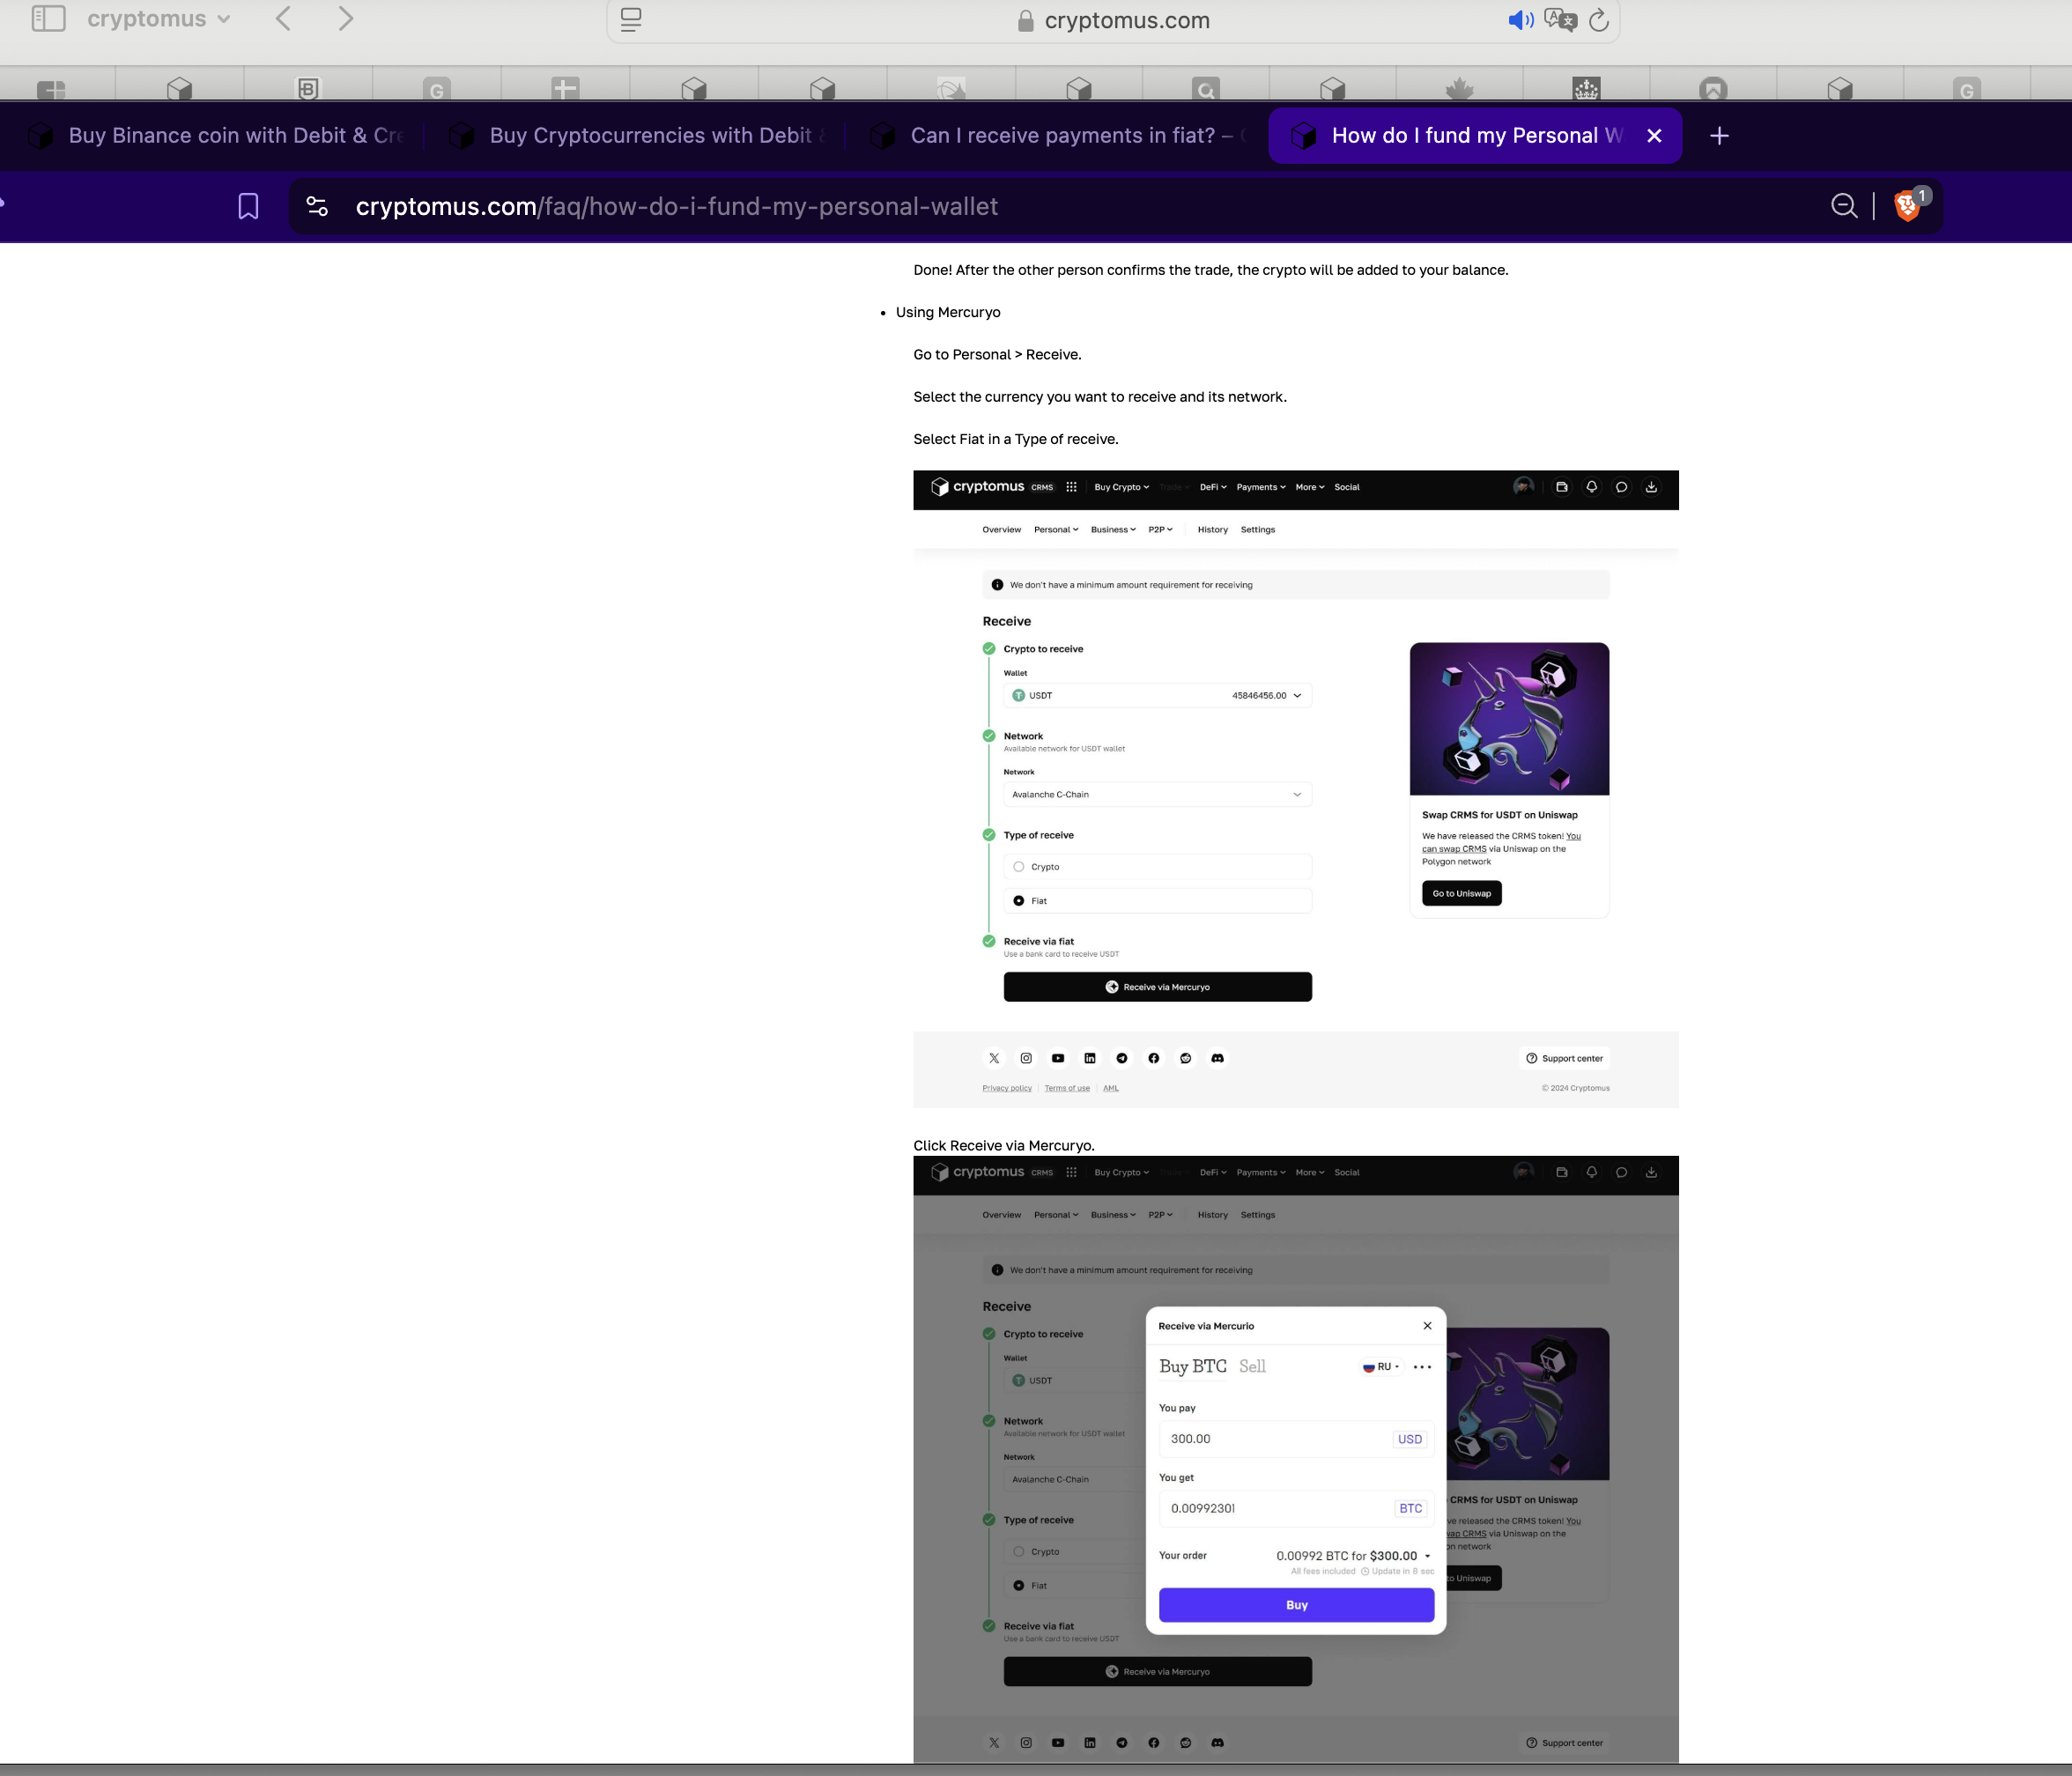 cryptomus
cryptomus.com
Buy Binance coin with Debit & Cre
Buy Cryptocurrencies with Debit &
Can I receive payments in fiat? –
How do I fund my Personal W
cryptomus.com/faq/how-do-i-fund-my-personal-wallet
1
Done! After the other person confirms the trade, the crypto will be added to your balance.
• Using Mercuryo
Go to Personal > Receive.
Select the currency you want to receive and its network.
Select Fiat in a Type of receive.
cryptomus CRMS Buy Crypto Trade DeFi Payments More Social
Overview Personal Business P2P History Settings
We don't have a minimum amount requirement for receiving
Receive
Crypto to receive
Wallet
USDT 45846456.00
Network
Available network for USDT wallet
Network
Avalanche C-Chain
Type of receive
Crypto
Fiat
Receive via fiat
Use a bank card to receive USDT
Receive via Mercuryo
Swap CRMS for USDT on Uniswap
We have released the CRMS token! You
can swap CRMS via Uniswap on the
Polygon network
Go to Uniswap
Support center
Privacy policy Terms of use AML
© 2024 Cryptomus
Click Receive via Mercuryo.
cryptomus CRMS Buy Crypto DeFi Payments More Social
Overview Personal Business P2P History Settings
We don't have a minimum amount requirement for receiving
Receive
Crypto to receive
Wallet
USDT
Network
Available network for USDT wallet
Network
Avalanche C-Chain
Type of receive
Crypto
Fiat
Receive via fiat
Use a bank card to receive USDT
Receive via Mercuryo
Receive via Mercurio
Buy BTC Sell RU
You pay
300.00 USD
You get
0.00992301 BTC
Your order 0.00992 BTC for $300.00
All fees included Update in 8 sec
Buy
CRMS for USDT on Uniswap
ve released the CRMS token! You
vap CRMS via Uniswap on the
on network
to Uniswap
Support center